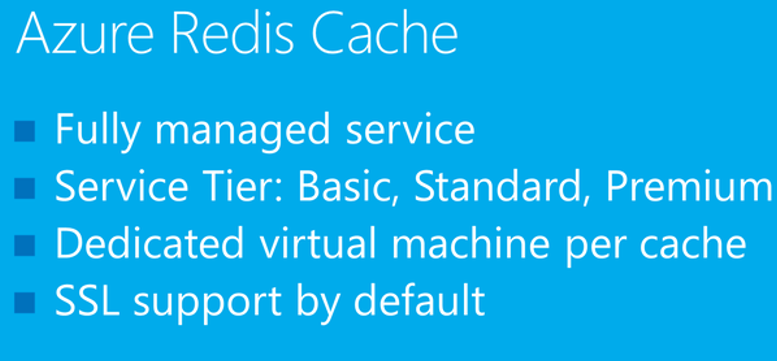 Azure Redis Cache
Fully managed service
Service Tier: Basic, Standard, Premium
Dedicated virtual machine per cache
SSL support by default